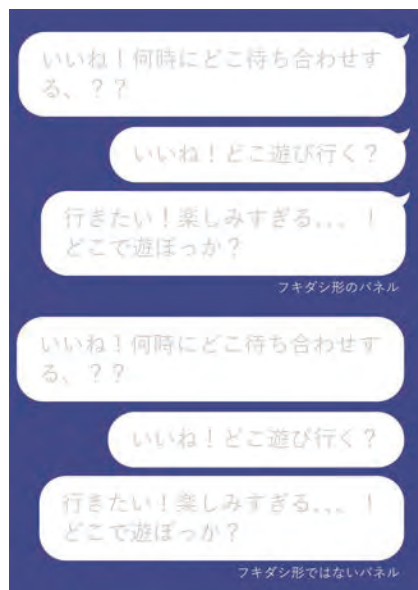 いいね！何時にどこ待ち合わせす
る、？？
いいね！どこ遊び行く？
行きたい！楽しみすぎる、、、！
どこで遊ぼっか？
フキダシ形のパネル
いいね！何時にどこ待ち合わせす
る、？？
いいね！どこ遊び行く？
行きたい！楽しみすぎる、、、！
どこで遊ぼっか？
フキダシ形ではないパネル